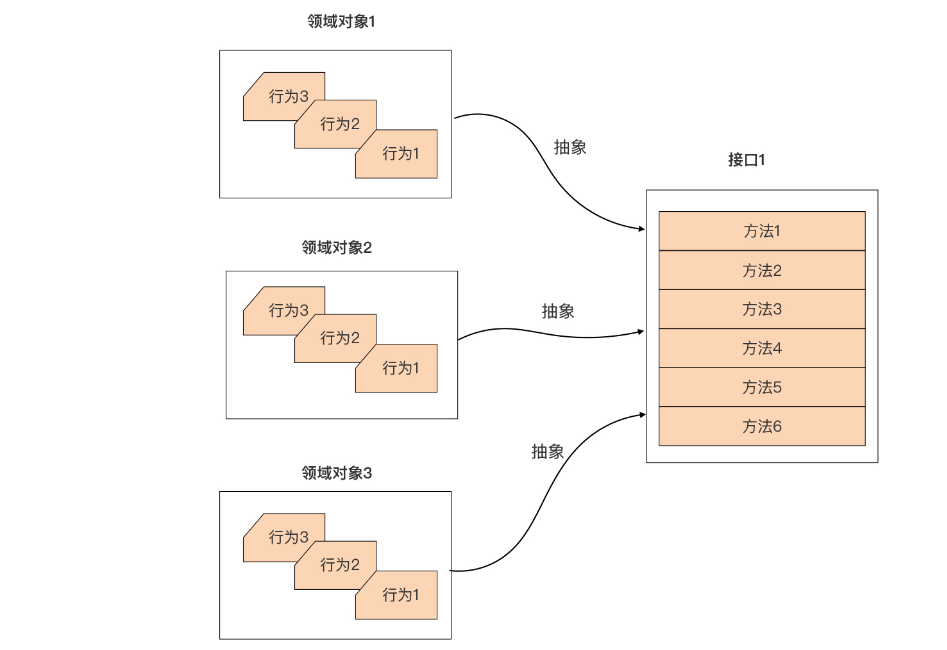 领域对象1
行为3
行为2
行为1
抽象
领域对象2
行为3
行为2
行为1
抽象
领域对象3
行为3
行为2
行为1
抽象
接口1
方法1
方法2
方法3
方法4
方法5
方法6